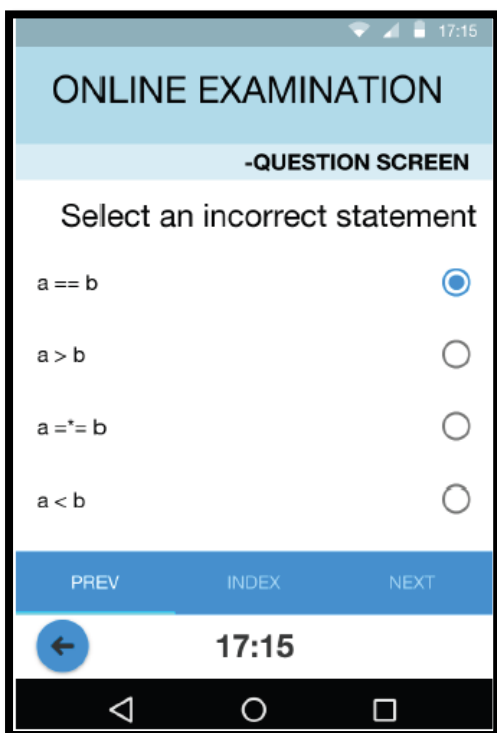 17:15
ONLINE EXAMINATION
-QUESTION SCREEN
Select an incorrect statement
a == b
a > b
a =*= b
a < b
PREV INDEX NEXT
17:15